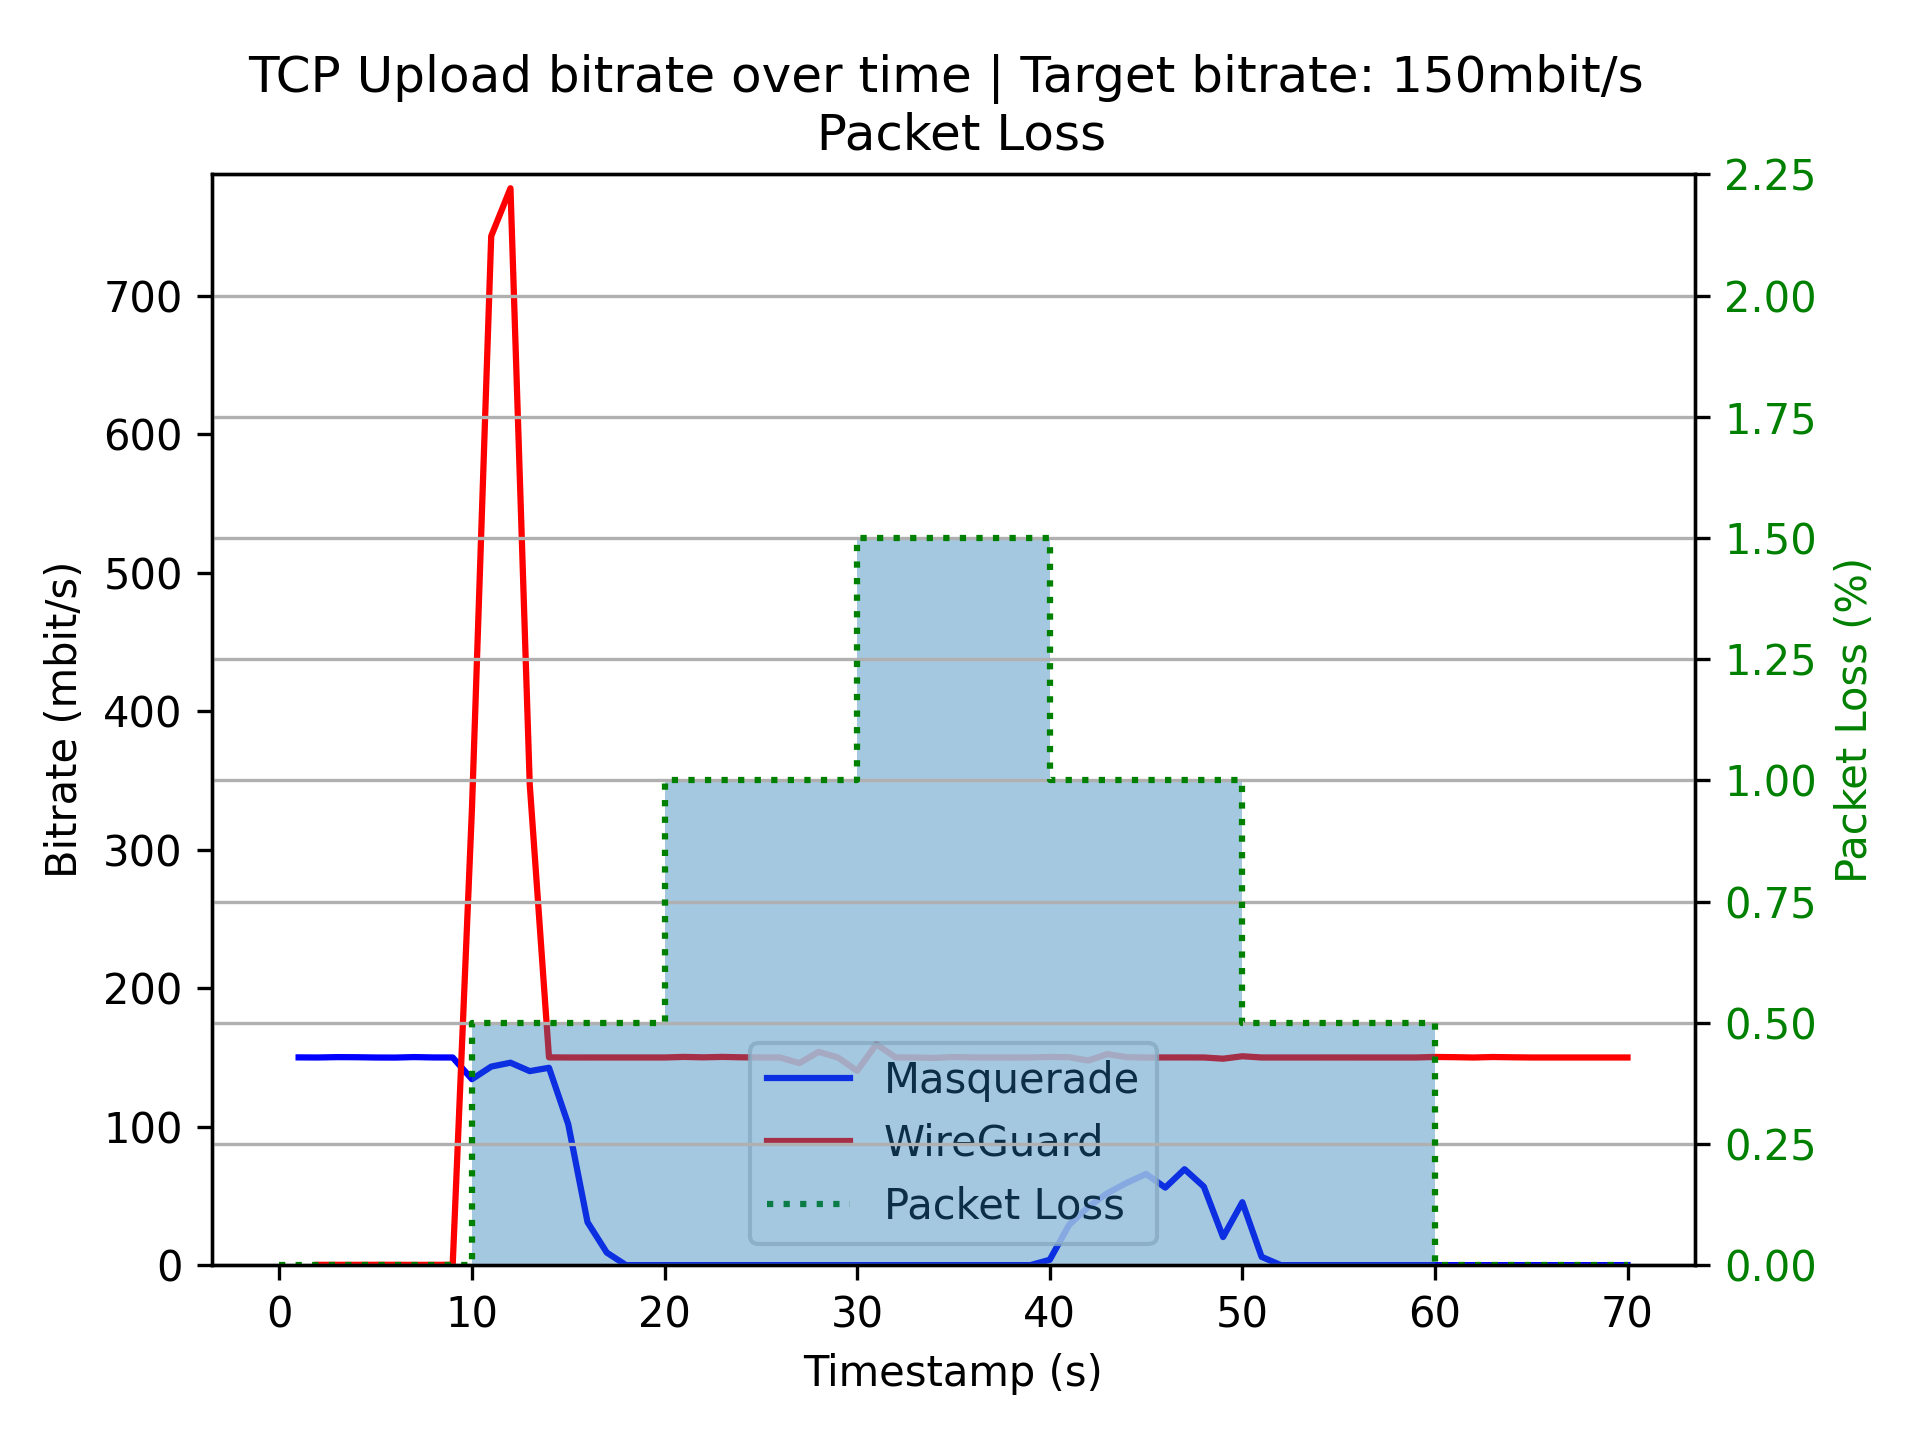 TCP Upload bitrate over time | Target bitrate: 150mbit/s
Packet Loss
Bitrate (mbit/s)
700
600
500
400
300
200
100
0
2.25
2.00
1.75
1.50
1.25
1.00
0.75
0.50
0.25
0.00
Packet Loss (%)
Masquerade
WireGuard
Packet Loss
0 10 20 30 40 50 60 70
Timestamp (s)